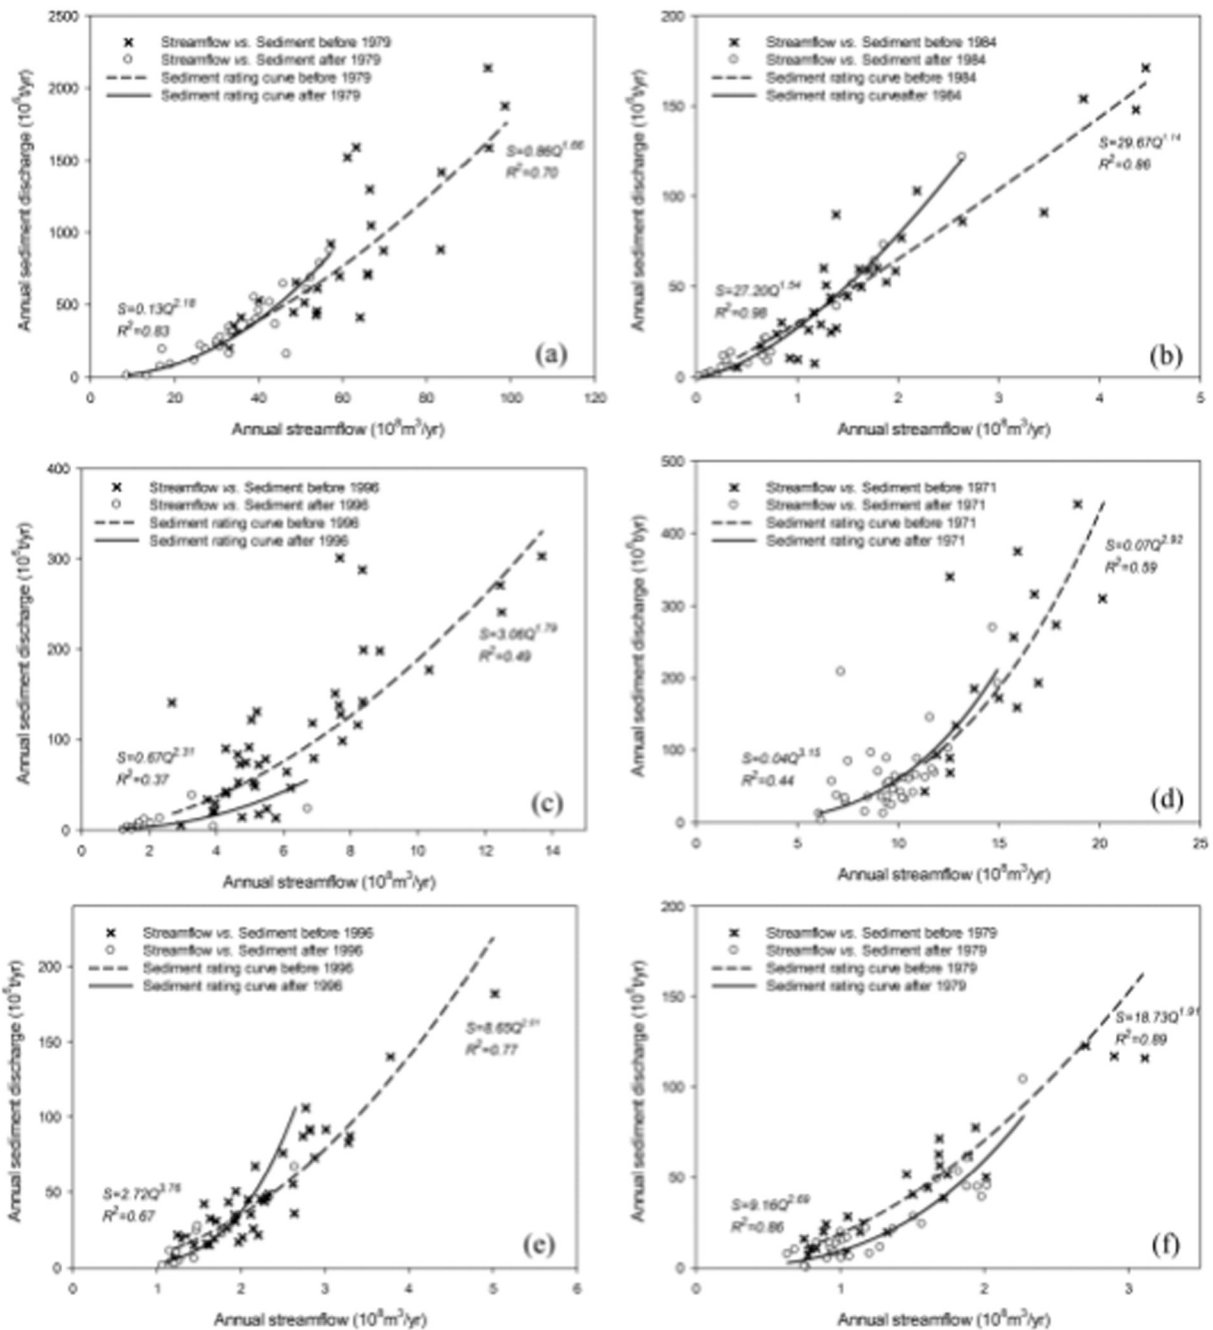 2500
2000
1500
1000
500
0
0 20 40 60 80 100 120
Annual sediment discharge (10⁶t/yr)
Annual streamflow (10⁸m³/yr)
Streamflow vs. Sediment before 1979
Streamflow vs. Sediment after 1979
Sediment rating curve before 1979
Sediment rating curve after 1979
S=0.86Q^1.66
R²=0.70
S=0.13Q^2.18
R²=0.83
(a)
200
150
100
50
0
0 1 2 3 4 5
Annual sediment discharge (10⁶t/yr)
Annual streamflow (10⁸m³/yr)
Streamflow vs. Sediment before 1984
Streamflow vs. Sediment after 1984
Sediment rating curve before 1984
Sediment rating curveafter 1984
S=29.67Q^1.14
R²=0.86
S=27.20Q^1.54
R²=0.98
(b)
400
300
200
100
0
0 2 4 6 8 10 12 14
Annual sediment discharge (10⁶t/yr)
Annual streamflow (10⁸m³/yr)
Streamflow vs. Sediment before 1996
Streamflow vs. Sediment after 1996
Sediment rating curve before 1996
Sediment rating curve after 1996
S=3.06Q^1.79
R²=0.49
S=0.67Q^2.31
R²=0.37
(c)
500
400
300
200
100
0
0 5 10 15 20 25
Annual sediment discharge (10⁶t/yr)
Annual streamflow (10⁸m³/yr)
Streamflow vs. Sediment before 1971
Streamflow vs. Sediment after 1971
Sediment rating curve before 1971
Sediment rating curve after 1971
S=0.07Q^2.92
R²=0.59
S=0.04Q^3.15
R²=0.44
(d)
200
150
100
50
0
0 1 2 3 4 5 6
Annual sediment discharge (10⁶t/yr)
Annual streamflow (10⁸m³/yr)
Streamflow vs. Sediment before 1996
Streamflow vs. Sediment after 1996
Sediment rating curve before 1996
Sediment rating curve after 1996
S=8.65Q^2.01
R²=0.77
S=2.72Q^3.76
R²=0.67
(e)
200
150
100
50
0
0 1 2 3
Annual sediment discharge (10⁶t/yr)
Annual streamflow (10⁸m³/yr)
Streamflow vs. Sediment before 1979
Streamflow vs. Sediment after 1979
Sediment rating curve before 1979
Sediment rating curve after 1979
S=18.73Q^1.91
R²=0.89
S=9.16Q^2.69
R²=0.86
(f)